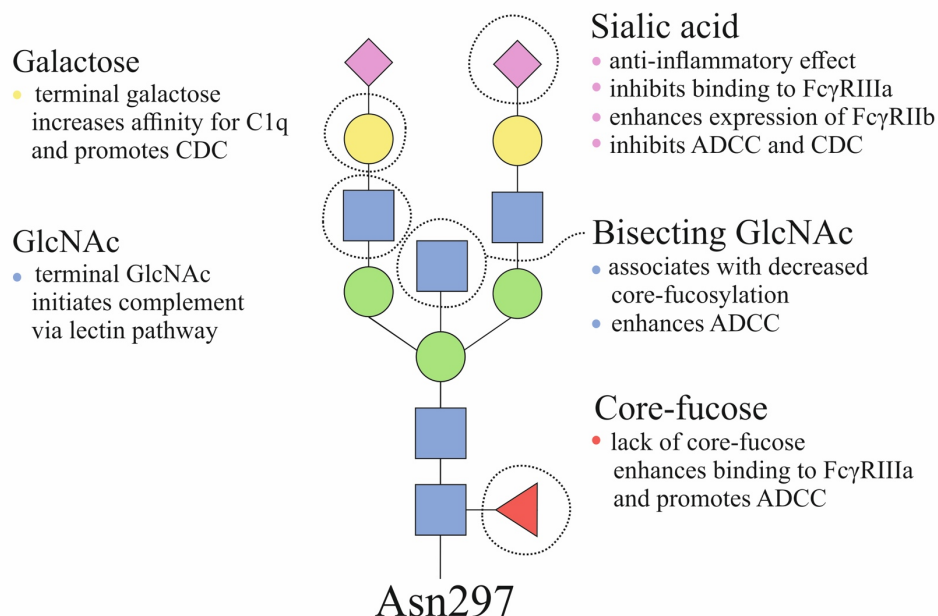 Galactose
terminal galactose
increases affinity for C1q
and promotes CDC
GlcNAc
terminal GlcNAc
initiates complement
via lectin pathway
Sialic acid
anti-inflammatory effect
inhibits binding to FcγRIIIa
enhances expression of FcγRIIb
inhibits ADCC and CDC
Bisecting GlcNAc
associates with decreased
core-fucosylation
enhances ADCC
Core-fucose
lack of core-fucose
enhances binding to FcγRIIIa
and promotes ADCC
Asn297